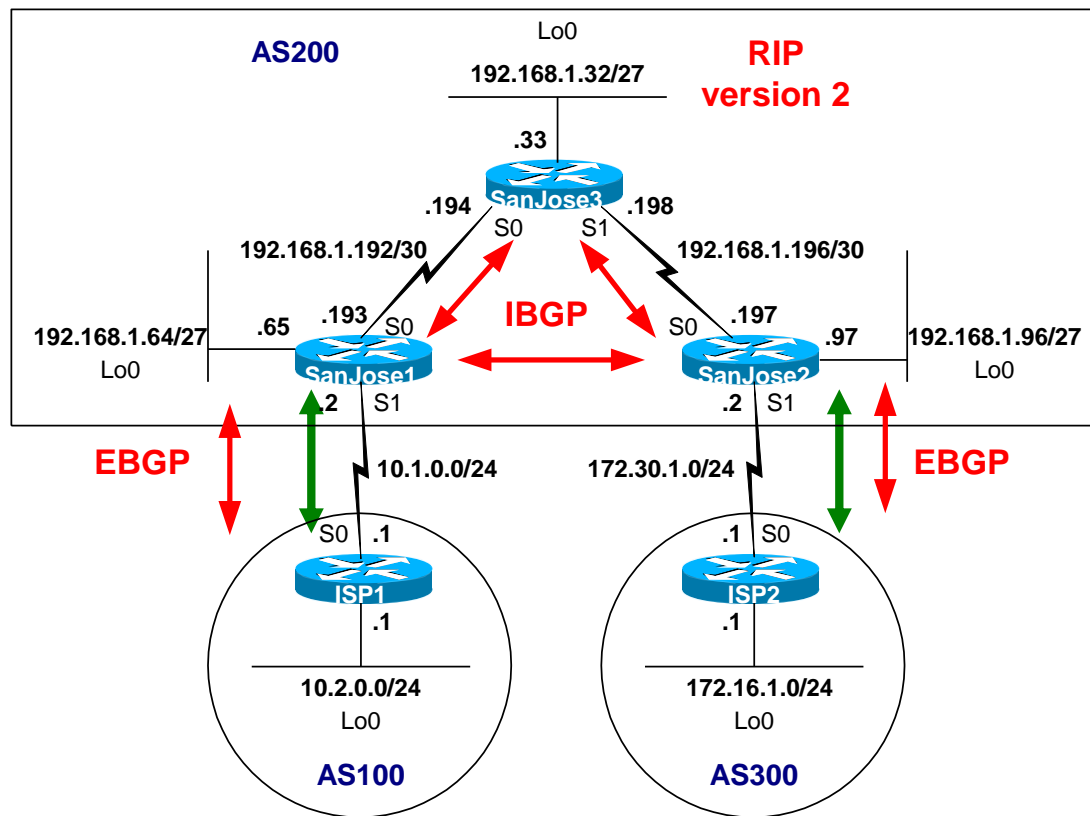 Lo0
AS200
RIP
version 2
192.168.1.32/27
.33
SanJose3
.194
.198
S0
S1
192.168.1.192/30
192.168.1.196/30
.193
S0
IBGP
S0
.197
192.168.1.64/27
.65
.97
192.168.1.96/27
Lo0
SanJose1
SanJose2
Lo0
.2
S1
.2
S1
EBGP
10.1.0.0/24
172.30.1.0/24
EBGP
S0
.1
.1
S0
ISP1
ISP2
.1
.1
10.2.0.0/24
172.16.1.0/24
Lo0
Lo0
AS100
AS300